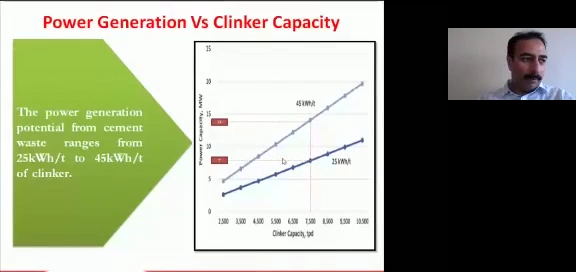 Power Generation Vs Clinker Capacity
The power generation
potential from cement
waste ranges from
25kWh/t to 45kWh/t
of clinker.
Power Capacity, MW
15
20
15
10
5
0
45 kWh/t
25 kWh/t
2,500 3,500 4,500 5,500 6,500 7,500 8,500 9,500 10,500
Clinker Capacity, tpd